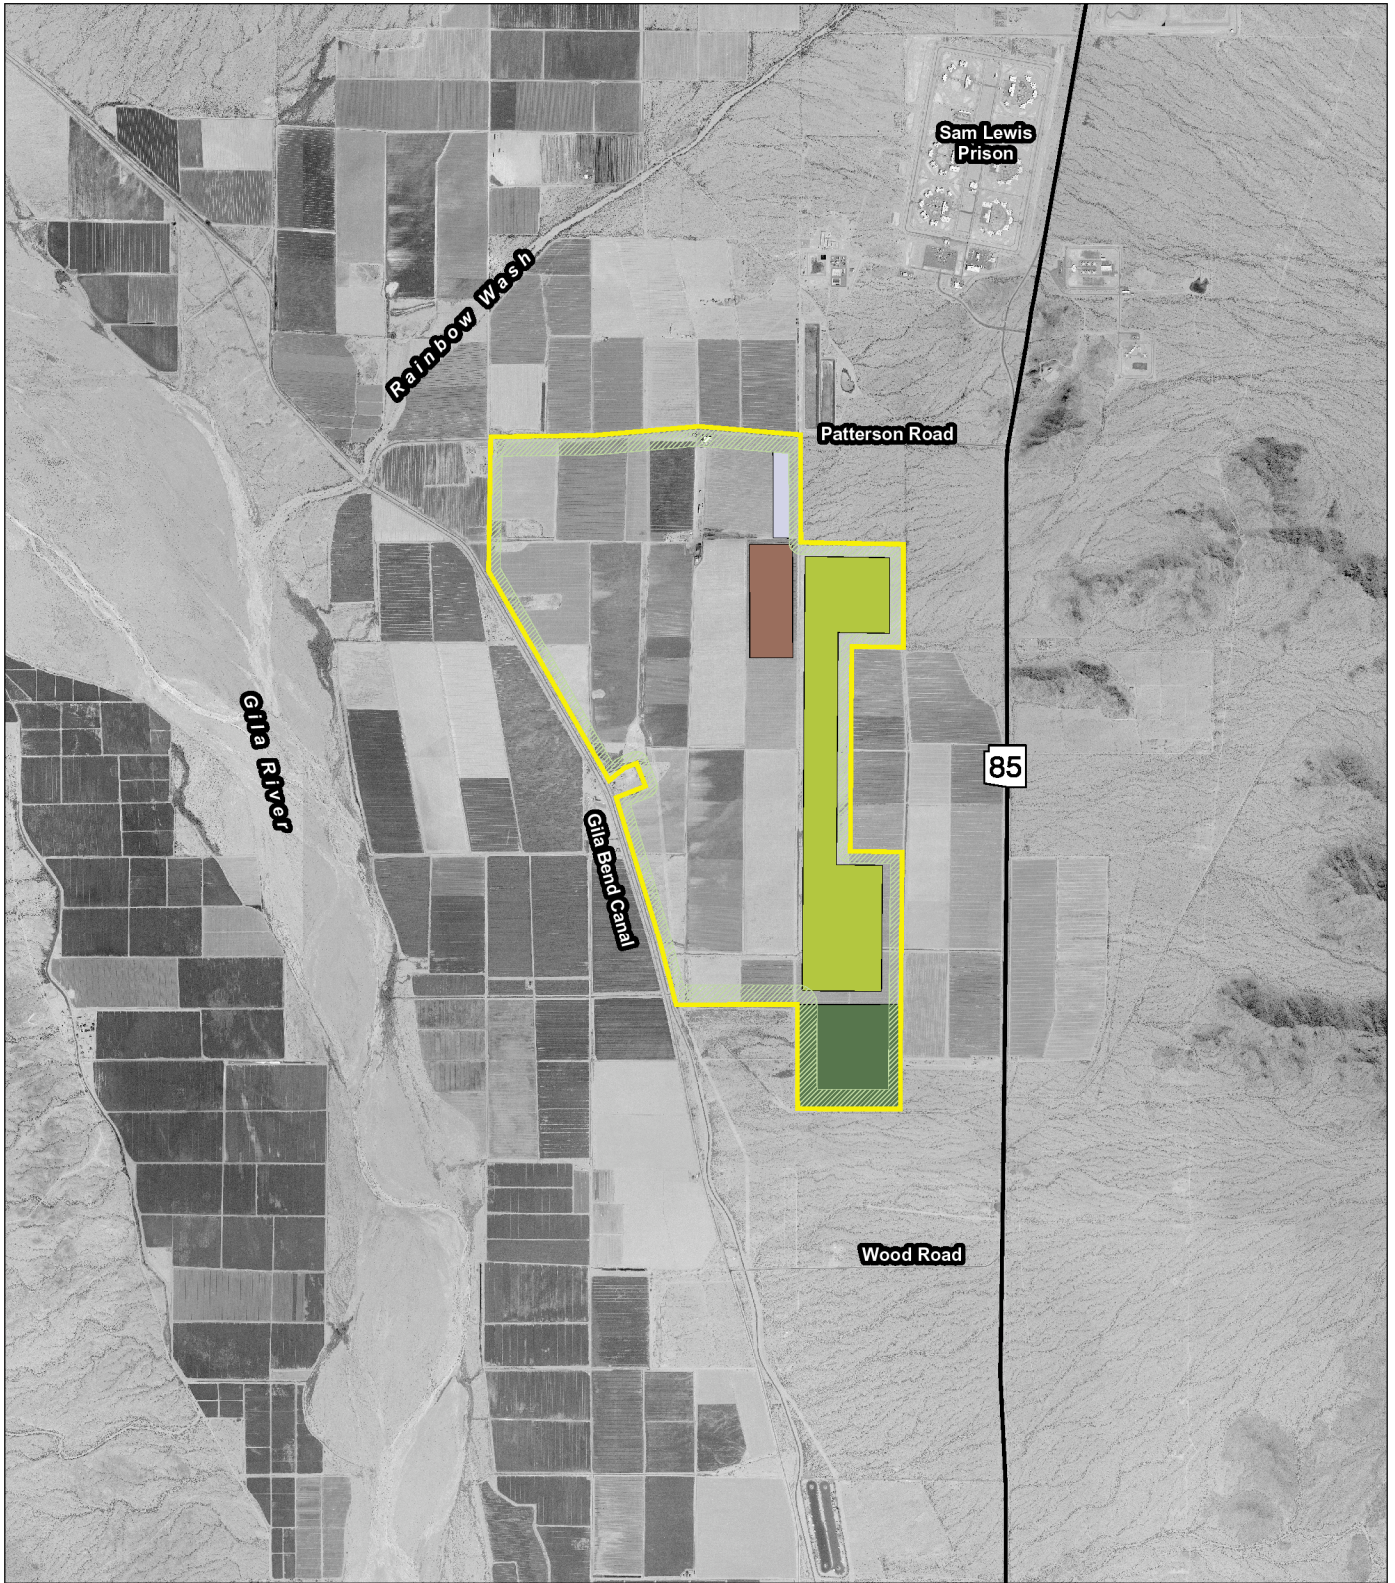 Sam Lewis
Prison
Rainbow Wash
Patterson Road
Gila River
85
Gila Bend Canal
Wood Road